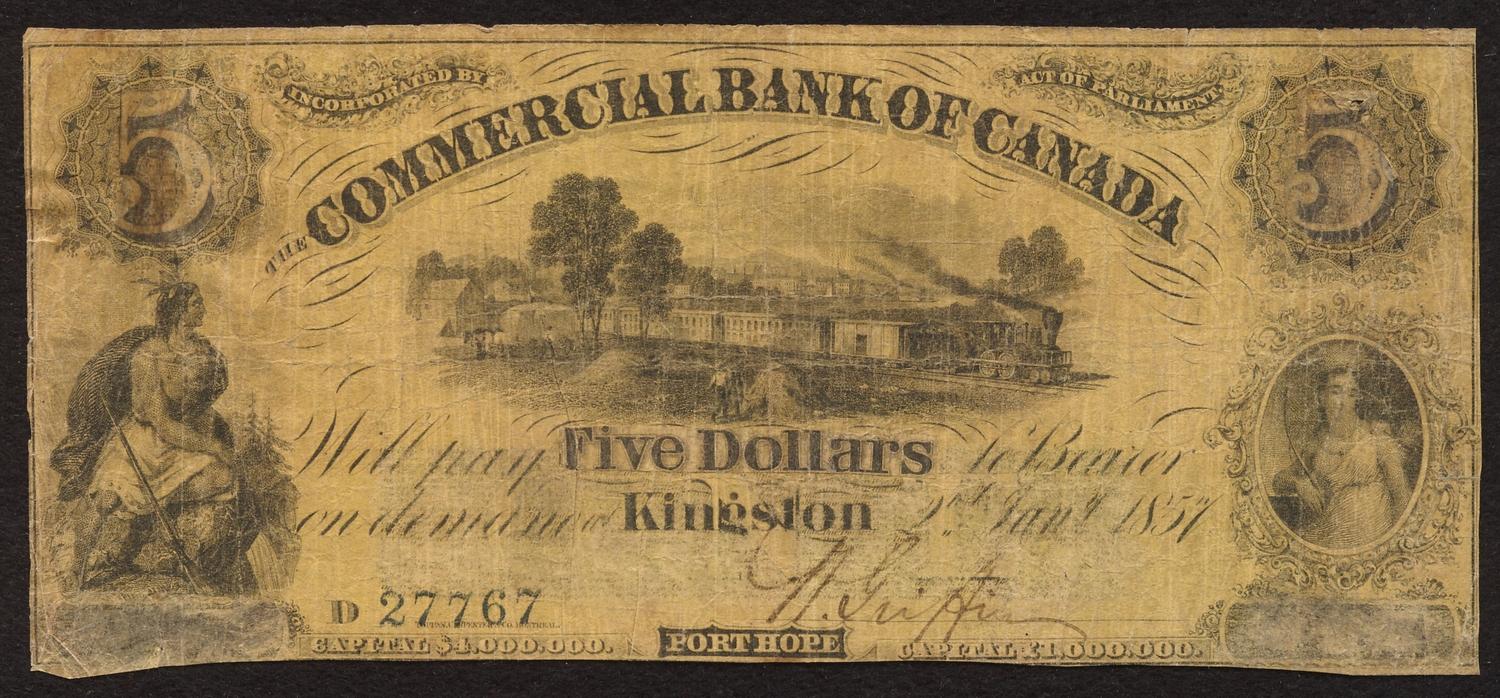 INCORPORATED BY ACT OF PARLIAMENT.
5 5
THE COMMERCIAL BANK OF CANADA
Will pay Five Dollars to Bearer
on demand at Kingston 2nd Jany 1857
W. Griffin
D 27767
CAPITAL $4.000.000. PORT HOPE CAPITAL £1,000.000.